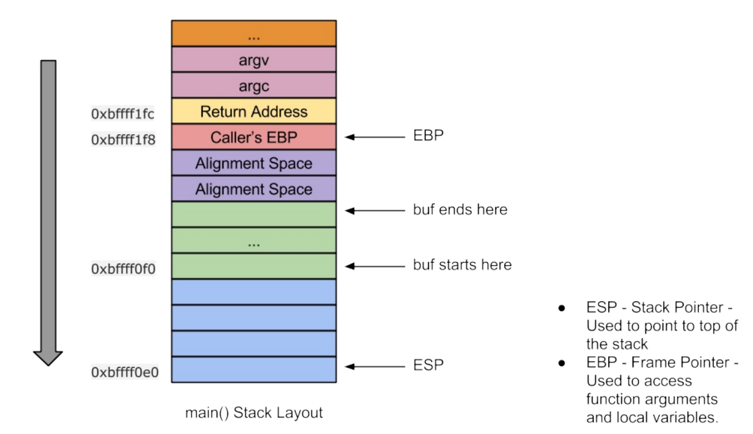 ...
argv
argc
0xbffff1fc Return Address
0xbffff1f8 Caller's EBP EBP
Alignment Space
Alignment Space
buf ends here
...
0xbffff0f0 buf starts here
0xbffff0e0 ESP
main() Stack Layout
● ESP - Stack Pointer -
Used to point to top of
the stack
● EBP - Frame Pointer -
Used to access
function arguments
and local variables.